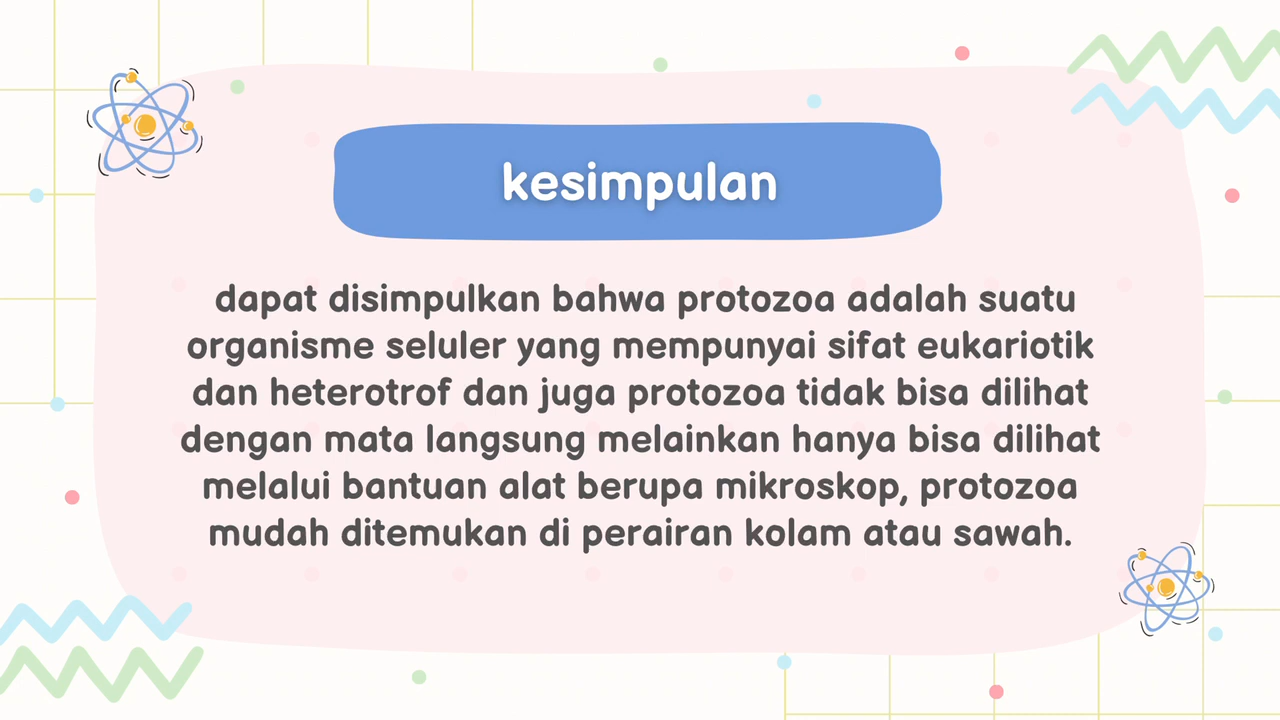 kesimpulan
dapat disimpulkan bahwa protozoa adalah suatu
organisme seluler yang mempunyai sifat eukariotik
dan heterotrof dan juga protozoa tidak bisa dilihat
dengan mata langsung melainkan hanya bisa dilihat
melalui bantuan alat berupa mikroskop, protozoa
mudah ditemukan di perairan kolam atau sawah.